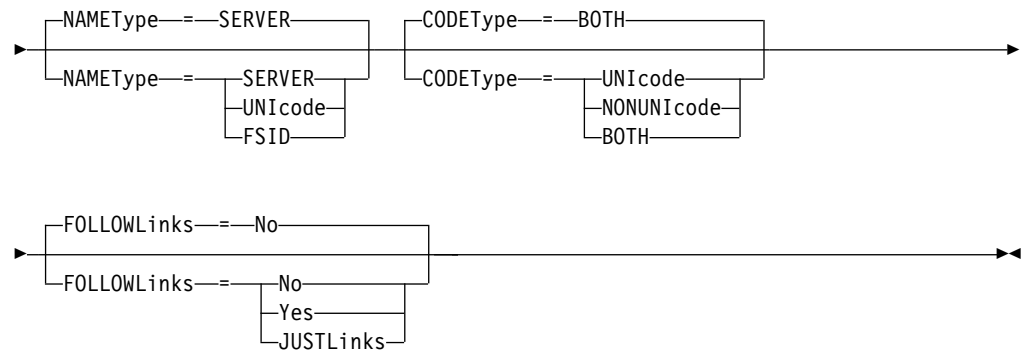 NAMEType = SERVER CODEType = BOTH
NAMEType = SERVER CODEType = UNIcode
UNIcode NONUNIcode
FSID BOTH
FOLLOWLinks = No
FOLLOWLinks = No
Yes
JUSTLinks